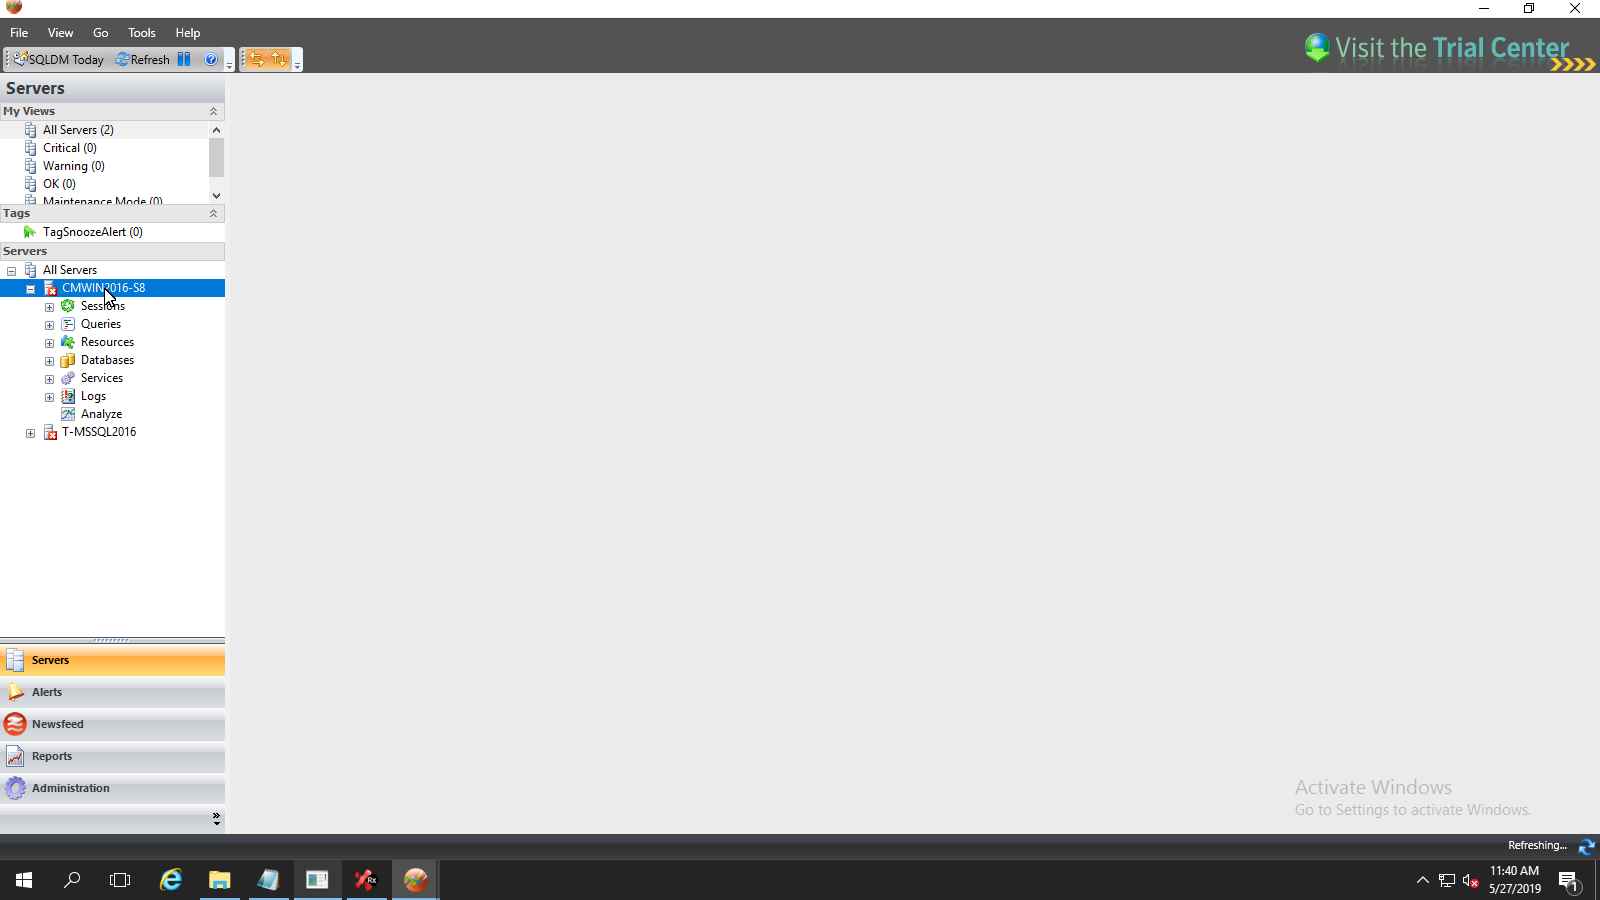 File View Go Tools Help
SQLDM Today Refresh
Visit the Trial Center
Servers
My Views
All Servers (2)
Critical (0)
Warning (0)
OK (0)
Maintenance Mode (0)
Tags
TagSnoozeAlert (0)
Servers
All Servers
CMWIN2016-S8
Sessions
Queries
Resources
Databases
Services
Logs
Analyze
T-MSSQL2016
Servers
Alerts
Newsfeed
Reports
Administration
Activate Windows
Go to Settings to activate Windows.
Refreshing...
Rx
11:40 AM
5/27/2019
1